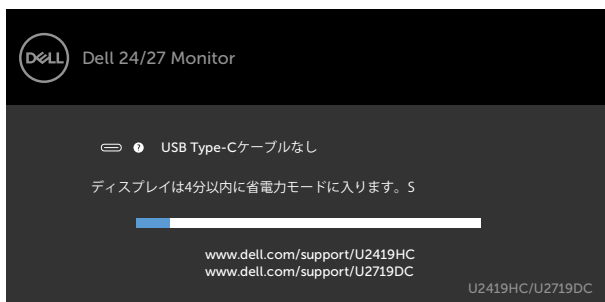 DELL
Dell 24/27 Monitor
? USB Type-Cケーブルなし
ディスプレイは4分以内に省電力モードに入ります。S
www.dell.com/support/U2419HC
www.dell.com/support/U2719DC
U2419HC/U2719DC